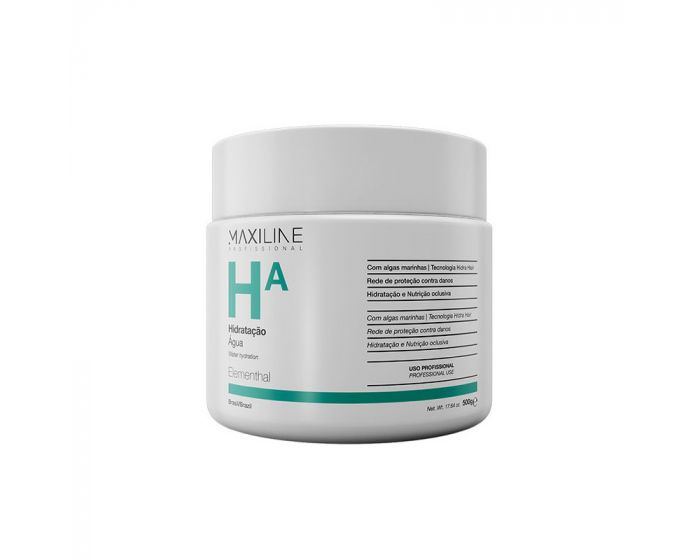 MAXILINE
PROFISSIONAL
HA
Hidratação
Água
Water hydration
Elementhal
Brasil/Brazil
Com algas marinhas | Tecnologia Hidra Hair
Rede de proteção contra danos
Hidratação e Nutrição oclusiva
Com algas marinhas | Tecnologia Hidra Hair
Rede de proteção contra danos
Hidratação e Nutrição oclusiva
USO PROFISSIONAL
PROFESSIONAL USE
Net. Wt. 17.64 oz. 500g℮